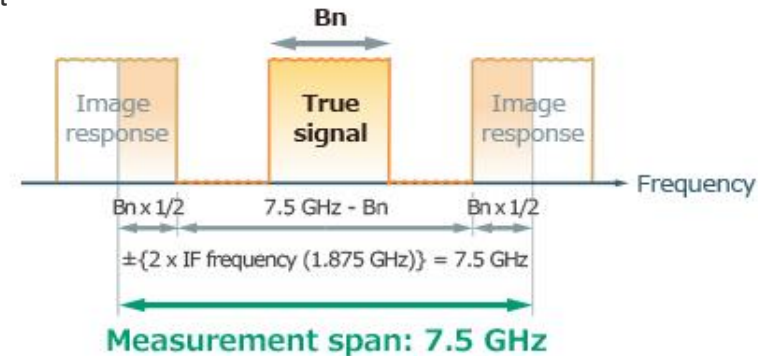 t
Bn
Image
response
True
signal
Image
response
Frequency
Bn x 1/2
7.5 GHz - Bn
Bn x 1/2
±{2 x IF frequency (1.875 GHz)} = 7.5 GHz
Measurement span: 7.5 GHz